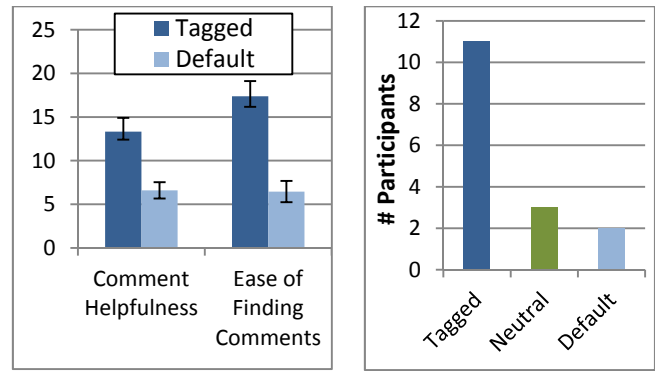 25
20
15
10
5
0
Tagged
Default
Comment
Helpfulness
Ease of
Finding
Comments
# Participants
12
10
8
6
4
2
0
Tagged
Neutral
Default